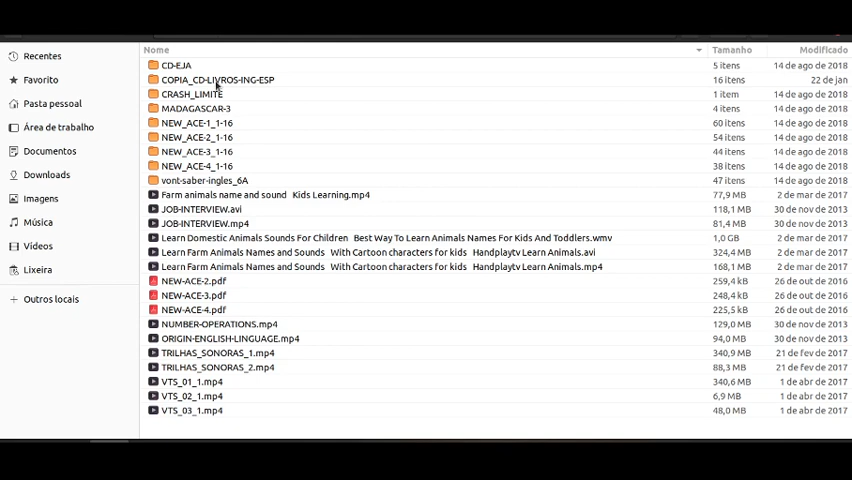 Nome Tamanho Modificado
Recentes
Favorito
Pasta pessoal
Área de trabalho
Documentos
Downloads
Imagens
Música
Vídeos
Lixeira
Outros locais
CD-EJA 5 itens 14 de ago de 2018
COPIA_CD-LIVROS-ING-ESP 16 itens 22 de jan
CRASH_LIMITE 1 item 14 de ago de 2018
MADAGASCAR-3 4 itens 14 de ago de 2018
NEW_ACE-1_1-16 60 itens 14 de ago de 2018
NEW_ACE-2_1-16 54 itens 14 de ago de 2018
NEW_ACE-3_1-16 44 itens 14 de ago de 2018
NEW_ACE-4_1-16 38 itens 14 de ago de 2018
vont-saber-ingles_6A 47 itens 14 de ago de 2018
Farm animals name and sound Kids Learning.mp4 77,9 MB 2 de mar de 2017
JOB-INTERVIEW.avi 118,1 MB 30 de nov de 2013
JOB-INTERVIEW.mp4 81,4 MB 30 de nov de 2013
Learn Domestic Animals Sounds For Children Best Way To Learn Animals Names For Kids And Toddlers.wmv 1,0 GB 2 de mar de 2017
Learn Farm Animals Names and Sounds With Cartoon characters for kids Handplaytv Learn Animals.avi 324,4 MB 2 de mar de 2017
Learn Farm Animals Names and Sounds With Cartoon characters for kids Handplaytv Learn Animals.mp4 168,1 MB 2 de mar de 2017
NEW-ACE-2.pdf 259,4 kB 26 de out de 2016
NEW-ACE-3.pdf 248,4 kB 26 de out de 2016
NEW-ACE-4.pdf 225,5 kB 26 de out de 2016
NUMBER-OPERATIONS.mp4 129,0 MB 30 de nov de 2013
ORIGIN-ENGLISH-LINGUAGE.mp4 94,0 MB 30 de nov de 2013
TRILHAS_SONORAS_1.mp4 340,9 MB 21 de fev de 2017
TRILHAS_SONORAS_2.mp4 88,3 MB 21 de fev de 2017
VTS_01_1.mp4 340,6 MB 1 de abr de 2017
VTS_02_1.mp4 6,9 MB 1 de abr de 2017
VTS_03_1.mp4 48,0 MB 1 de abr de 2017